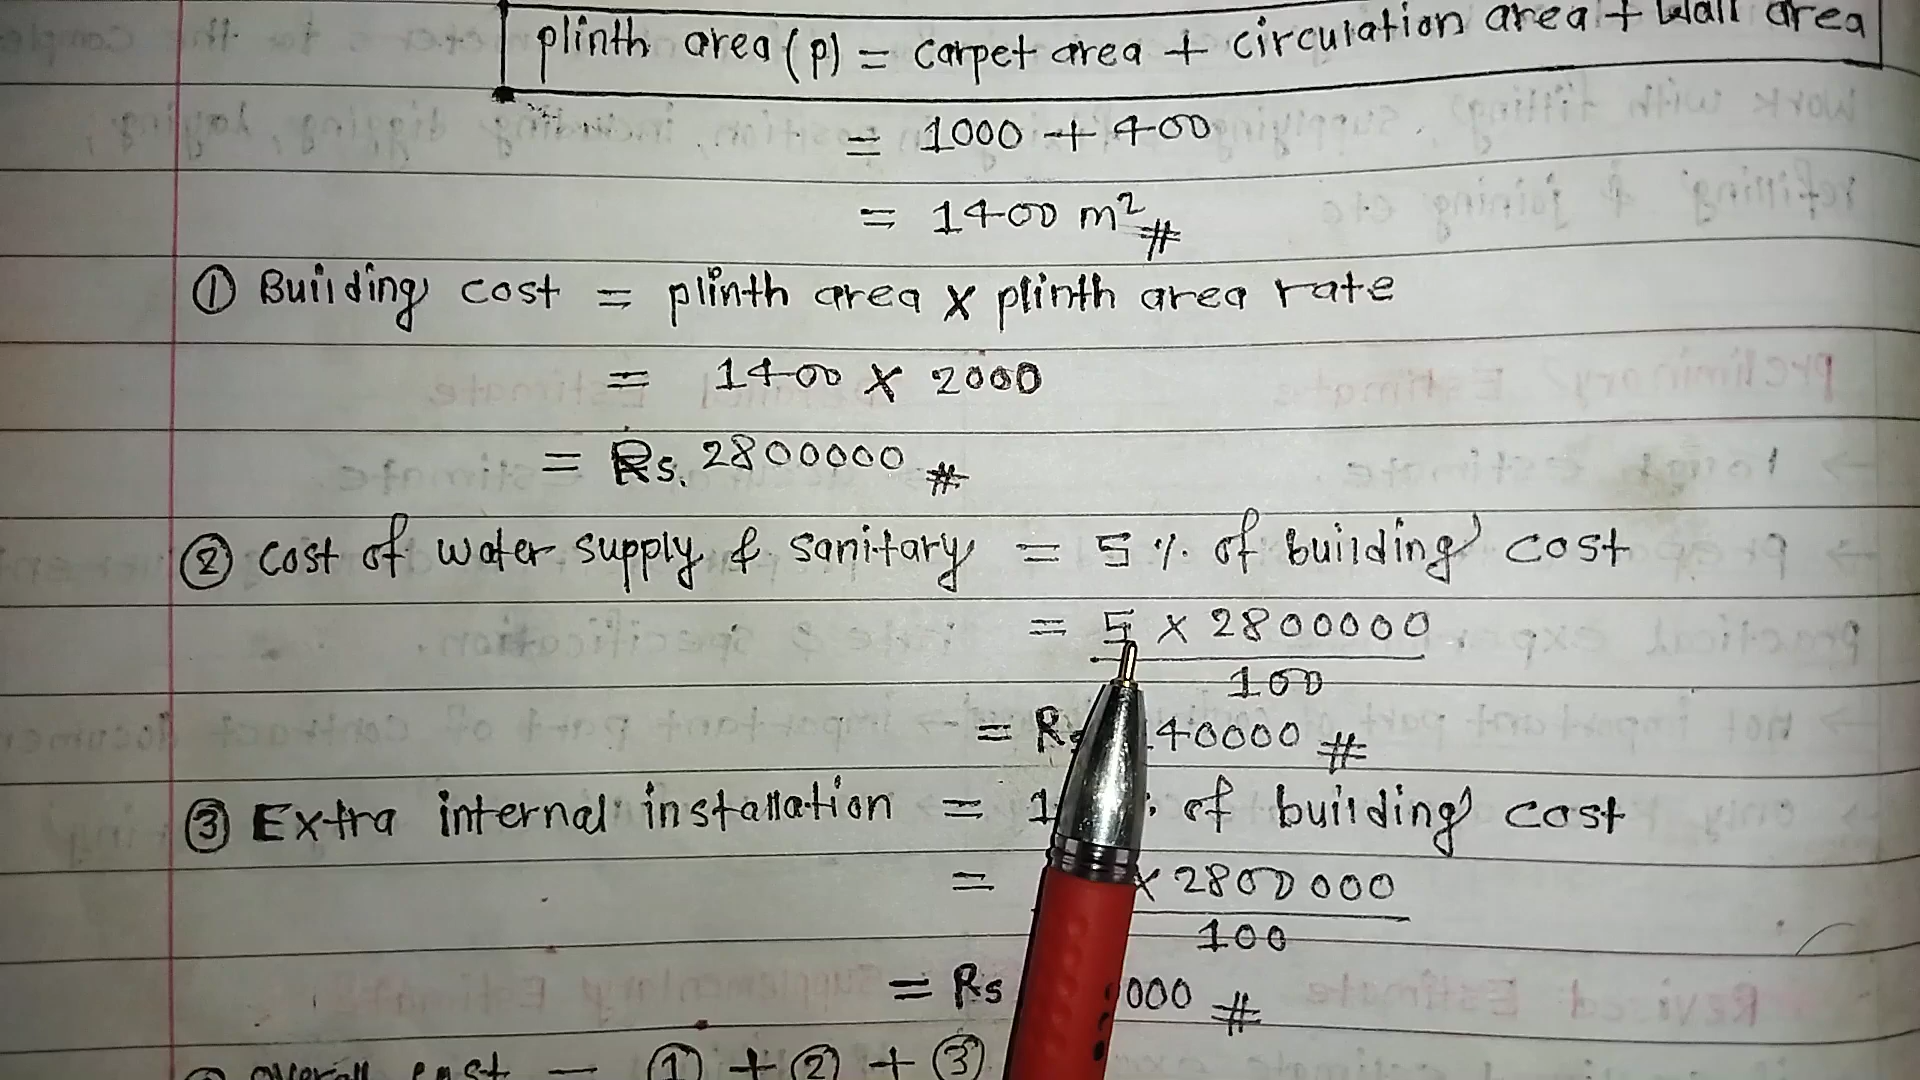 plinth area (p) = carpet area + circulation area + wall area
= 1000 + 400
= 1400 m² #
① Building cost = plinth area x plinth area rate
= 1400 x 2000
= Rs. 2800000 #
② cost of water supply & sanitary = 5 % of building cost
= 5 x 2800000
100
= Rs 40000 #
③ Extra internal installation = 1 % of building cost
= x 2800000
100
= Rs 000 #
overall cost = ① + ② + ③